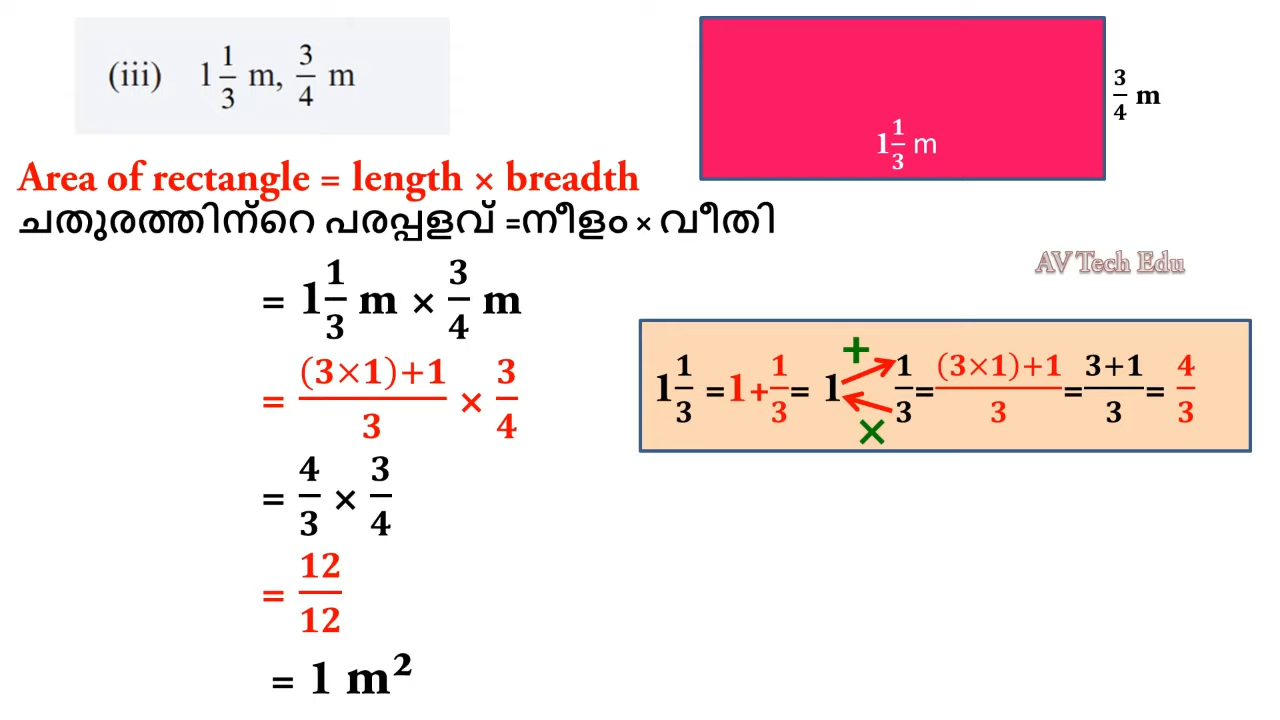 (iii) 1 1/3 m, 3/4 m
3/4 m
1 1/3 m
Area of rectangle = length × breadth
ചതുരത്തിന്റെ പരപ്പളവ് =നീളം × വീതി
AV Tech Edu
= 1 1/3 m × 3/4 m
= (3×1)+1/3 × 3/4
+
1 1/3 =1+1/3= 1 1/3=(3×1)+1/3=3+1/3= 4/3
×
= 4/3 × 3/4
= 12/12
= 1 m²